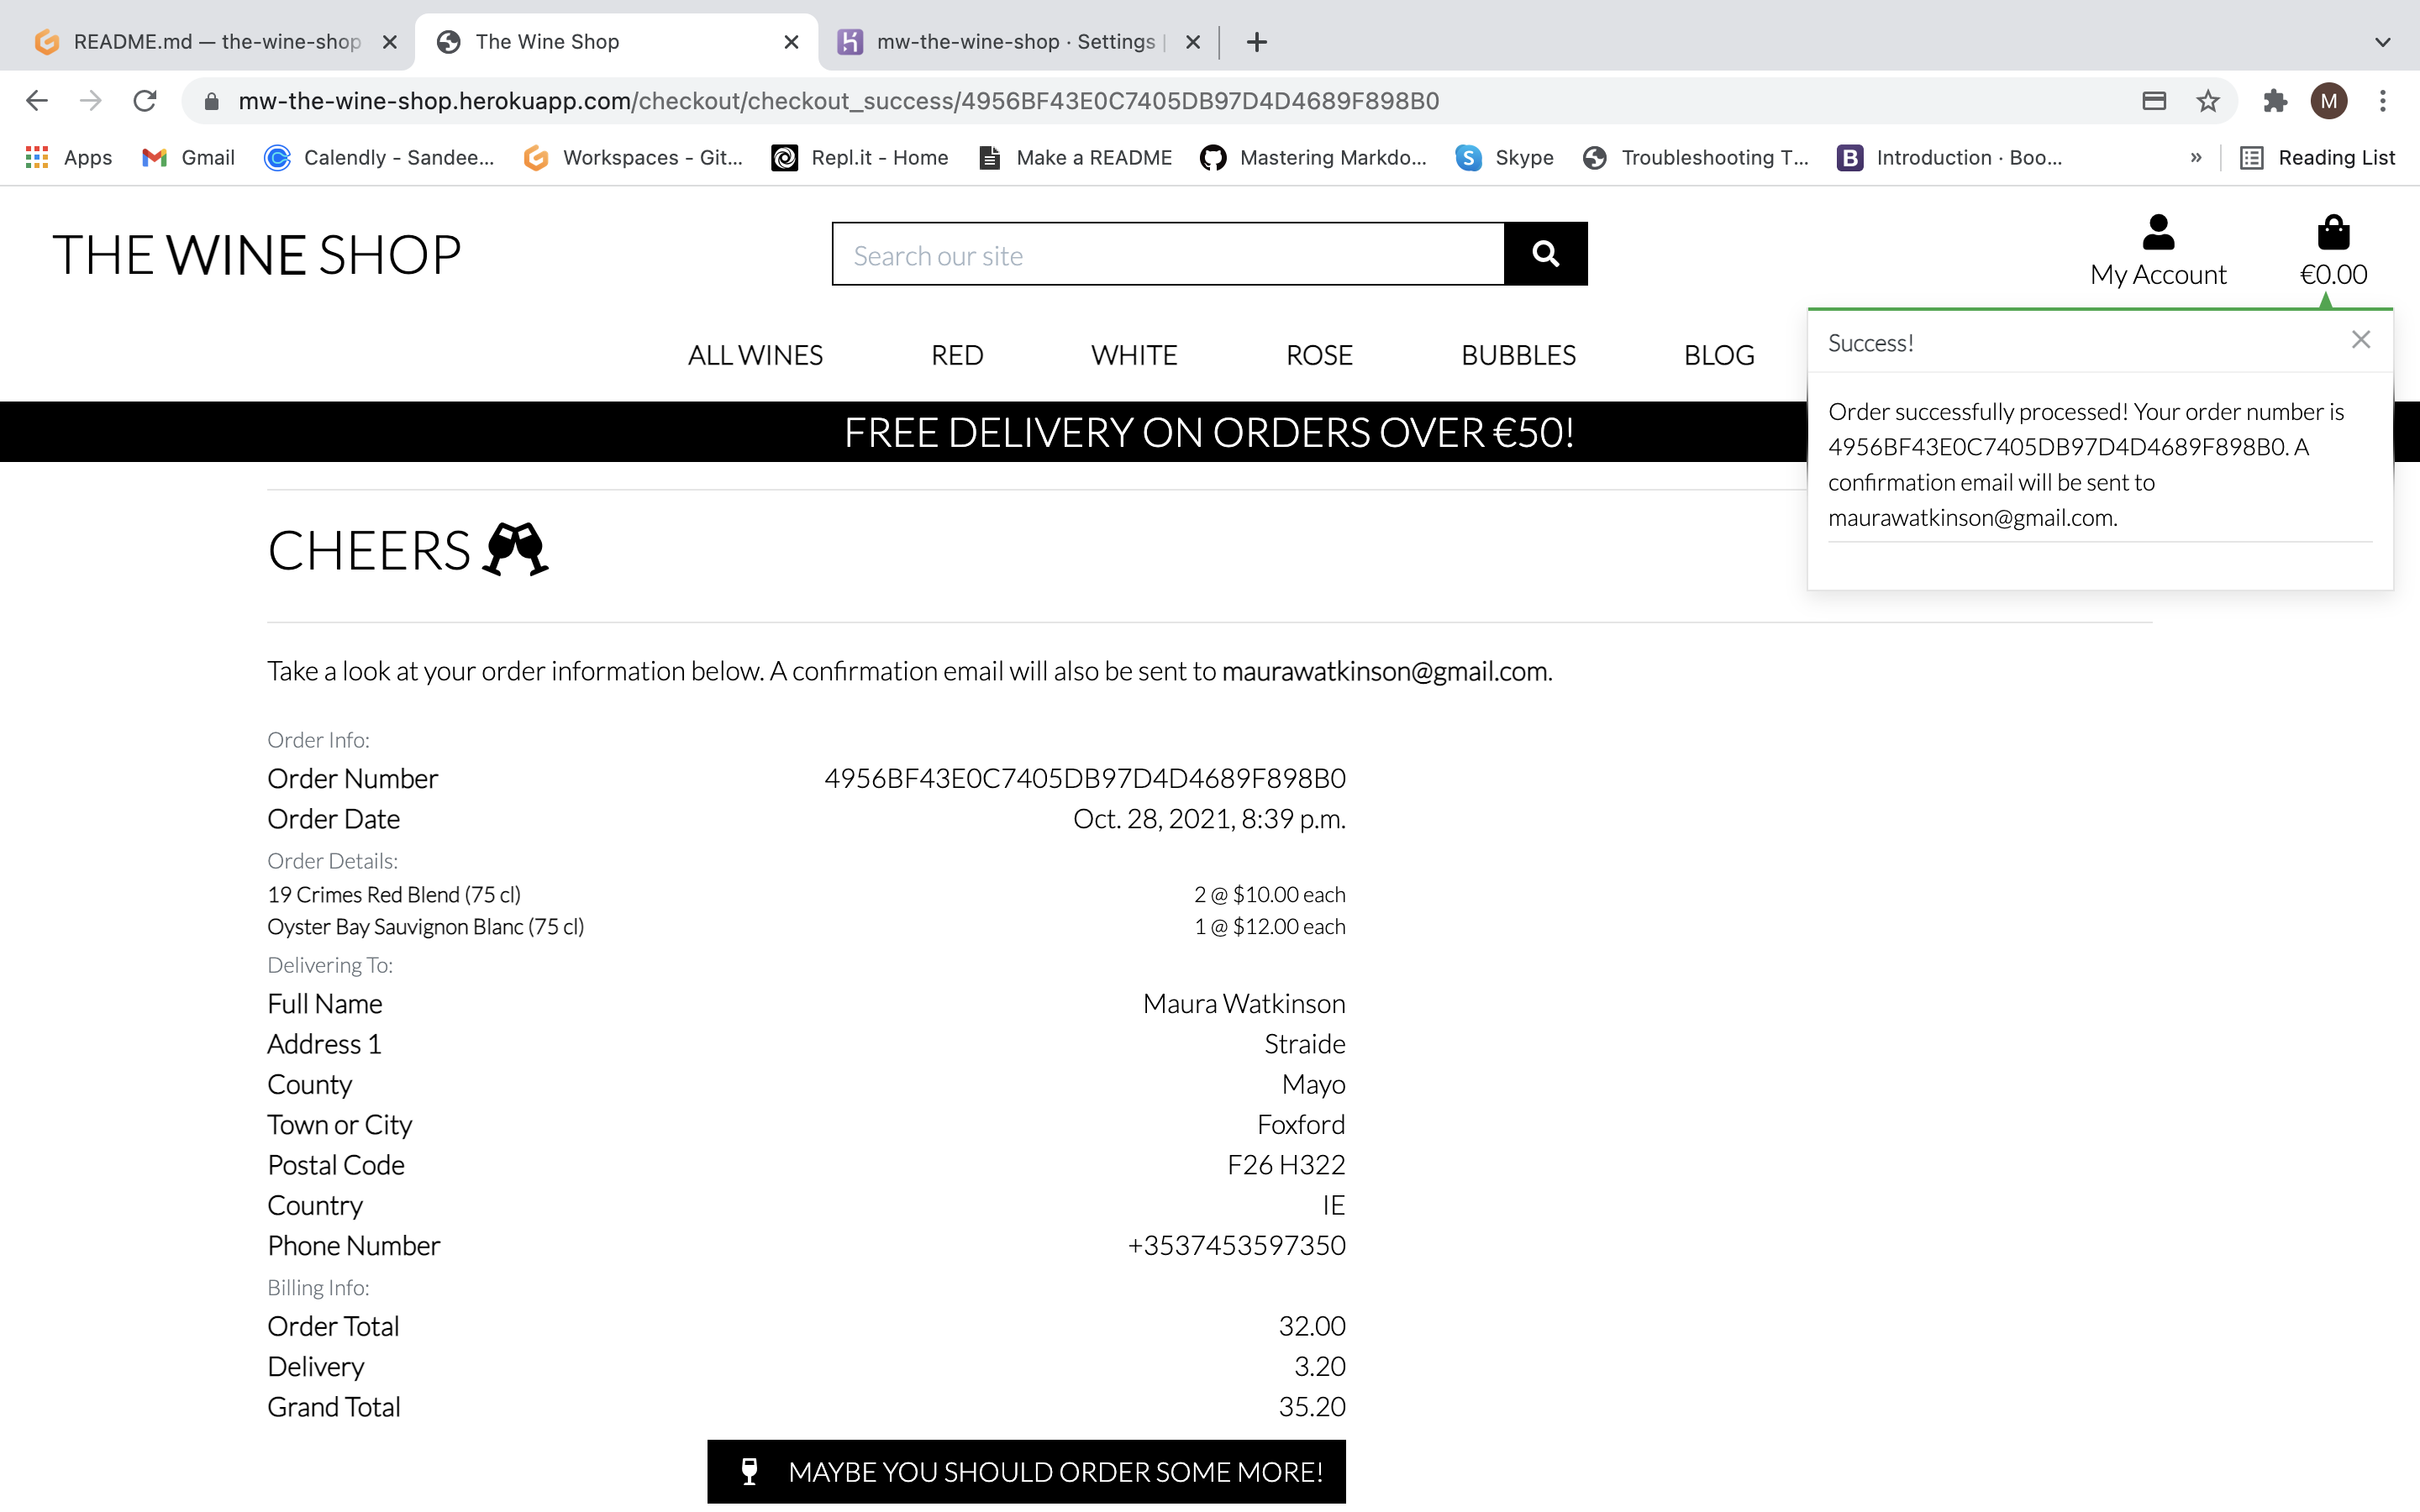 README.md — the-wine-shop
The Wine Shop
mw-the-wine-shop · Settings |
mw-the-wine-shop.herokuapp.com/checkout/checkout_success/4956BF43E0C7405DB97D4D4689F898B0
M
Apps
Gmail
Calendly - Sandee...
Workspaces - Git...
Repl.it - Home
Make a README
Mastering Markdo...
Skype
Troubleshooting T...
Introduction · Boo...
»
Reading List
THE WINE SHOP
Search our site
My Account
€0.00
ALL WINES
RED
WHITE
ROSE
BUBBLES
BLOG
FREE DELIVERY ON ORDERS OVER €50!
Success!
Order successfully processed! Your order number is
4956BF43E0C7405DB97D4D4689F898B0. A
confirmation email will be sent to
maurawatkinson@gmail.com.
CHEERS
Take a look at your order information below. A confirmation email will also be sent to maurawatkinson@gmail.com.
Order Info:
Order Number 4956BF43E0C7405DB97D4D4689F898B0
Order Date Oct. 28, 2021, 8:39 p.m.
Order Details:
19 Crimes Red Blend (75 cl) 2 @ $10.00 each
Oyster Bay Sauvignon Blanc (75 cl) 1 @ $12.00 each
Delivering To:
Full Name Maura Watkinson
Address 1 Straide
County Mayo
Town or City Foxford
Postal Code F26 H322
Country IE
Phone Number +3537453597350
Billing Info:
Order Total 32.00
Delivery 3.20
Grand Total 35.20
MAYBE YOU SHOULD ORDER SOME MORE!